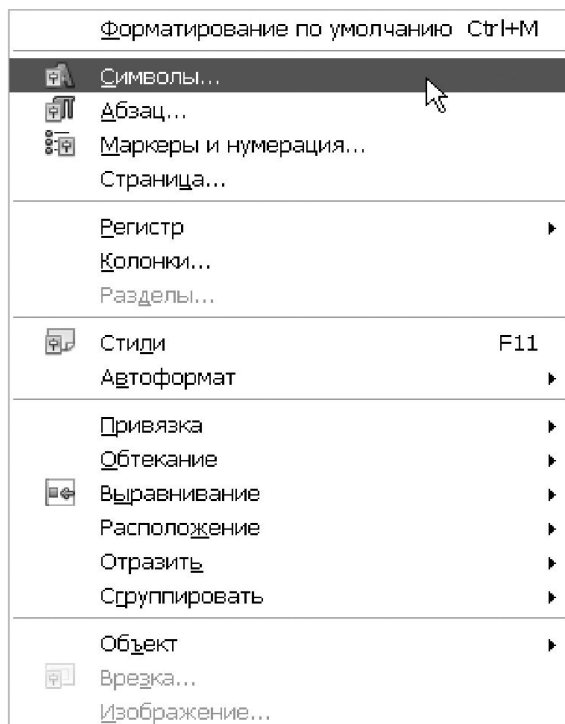 Форматирование по умолчанию Ctrl+M
Символы...
Абзац...
Маркеры и нумерация...
Страница...
Регистр
Колонки...
Разделы...
Стили F11
Автоформат
Привязка
Обтекание
Выравнивание
Расположение
Отразить
Сгруппировать
Объект
Врезка...
Изображение...